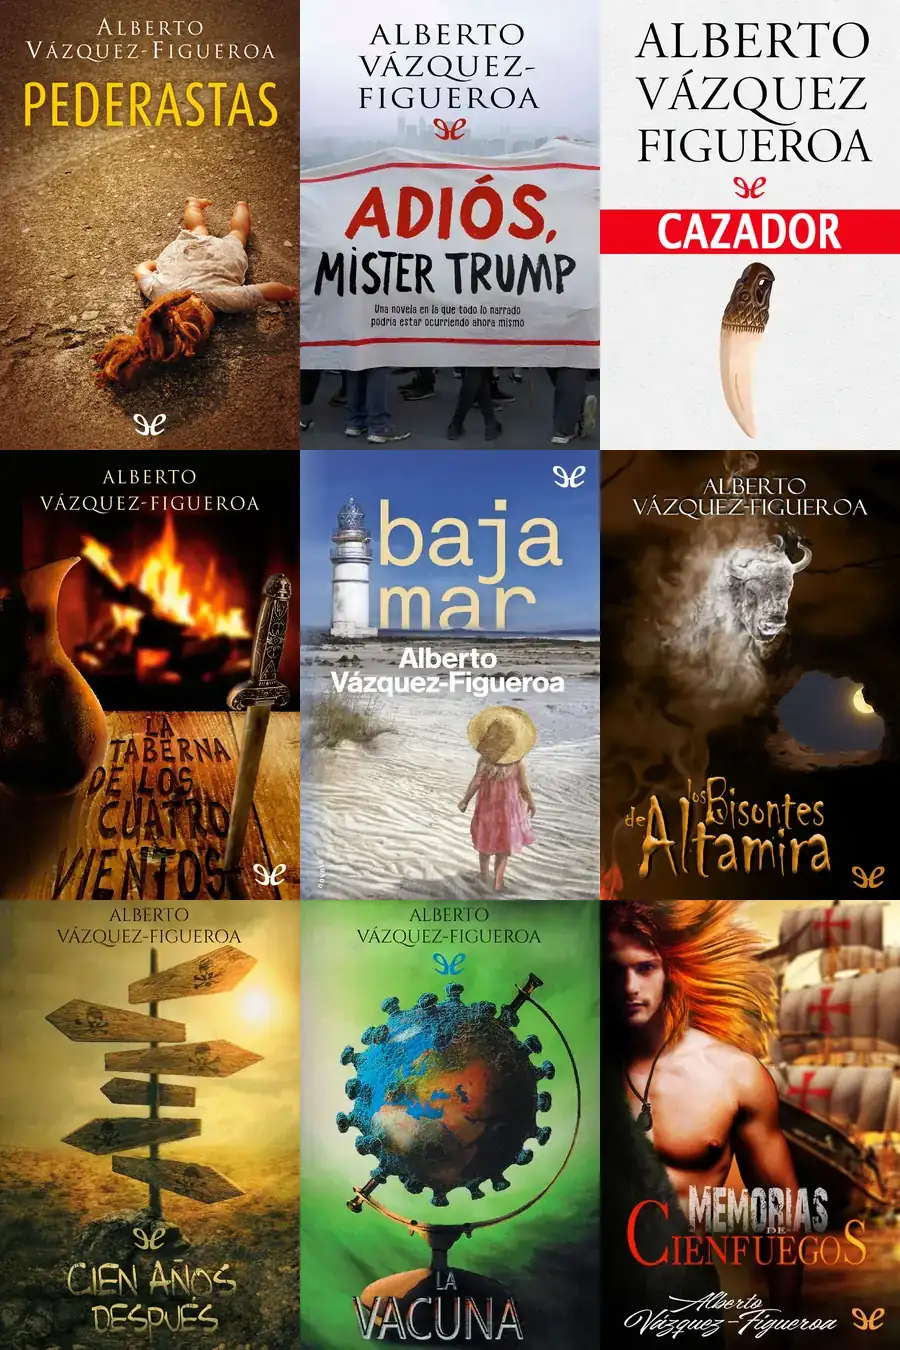 ALBERTO
VÁZQUEZ-FIGUEROA
PEDERASTAS
ALBERTO
VÁZQUEZ-
FIGUEROA
ADIÓS,
MISTER TRUMP
Una novela en la que todo lo narrado
podría estar ocurriendo ahora mismo
ALBERTO
VÁZQUEZ
FIGUEROA
CAZADOR
ALBERTO
VÁZQUEZ-FIGUEROA
LA
TABERNA
DE LOS
CUATRO
VIENTOS
baja
mar
Alberto
Vázquez-Figueroa
novela
ALBERTO
VÁZQUEZ-FIGUEROA
los Bisontes
de Altamira
ALBERTO
VÁZQUEZ-FIGUEROA
CIEN AÑOS
DESPUÉS
ALBERTO
VÁZQUEZ-FIGUEROA
LA
VACUNA
MEMORIAS
DE
CIENFUEGOS
Alberto
Vázquez-Figueroa